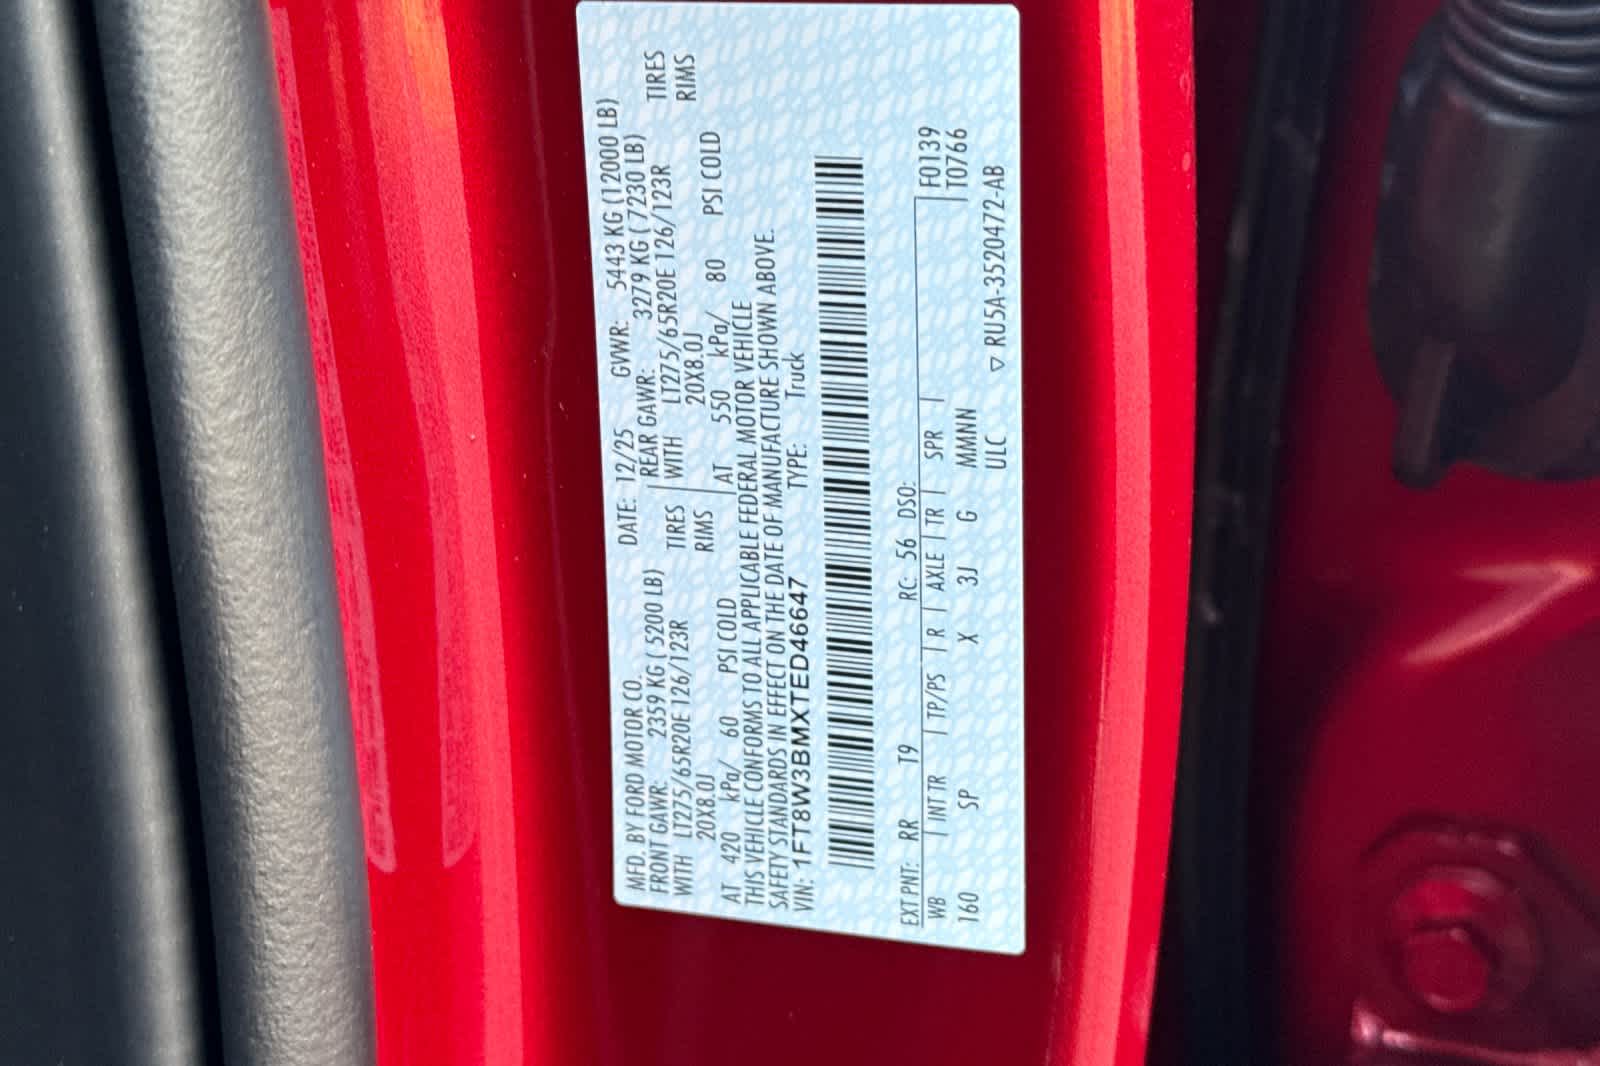 MFD. BY FORD MOTOR CO. DATE: 12/25 GVWR: 5443 KG (12000 LB)
FRONT GAWR: 2359 KG ( 5200 LB) REAR GAWR: 3279 KG ( 7230 LB)
WITH LT275/65R20E 126/123R TIRES WITH LT275/65R20E 126/123R TIRES
20X8.0J RIMS 20X8.0J RIMS
AT 420 kPa/ 60 PSI COLD AT 550 kPa/ 80 PSI COLD
THIS VEHICLE CONFORMS TO ALL APPLICABLE FEDERAL MOTOR VEHICLE
SAFETY STANDARDS IN EFFECT ON THE DATE OF MANUFACTURE SHOWN ABOVE.
VIN: 1FT8W3BMXTED46647 TYPE: Truck
EXT PNT: RR T9 RC: 56 DSO: F0139
WB | INT TR | TP/PS | R | AXLE | TR | SPR | T0766
160 SP X 3J G MMNN
ULC ▽ RU5A-3520472-AB